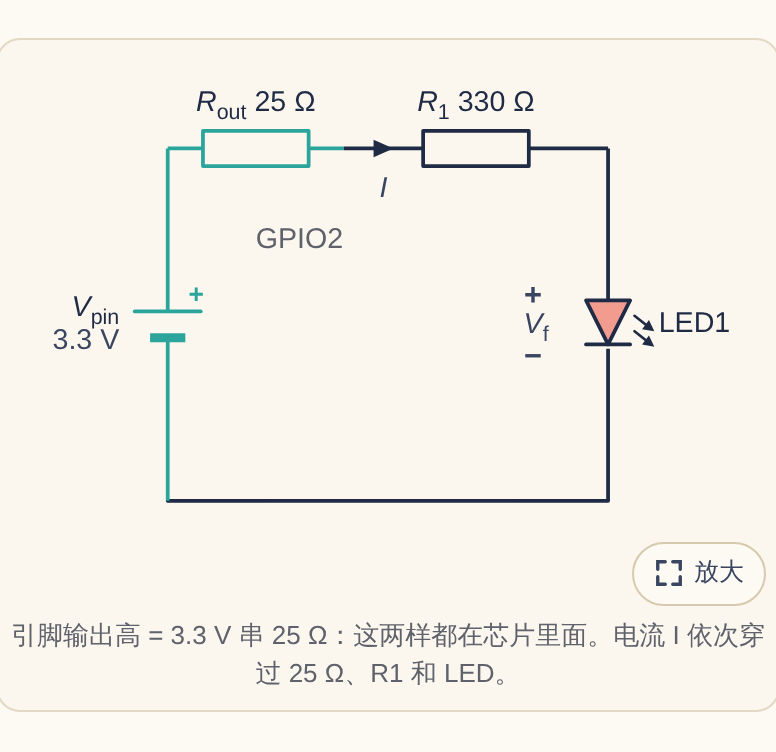 Rout 25 Ω
R1 330 Ω
I
GPIO2
+
Vpin
3.3 V
+
Vf
−
LED1
放大
引脚输出高 = 3.3 V 串 25 Ω：这两样都在芯片里面。电流 I 依次穿
过 25 Ω、R1 和 LED。